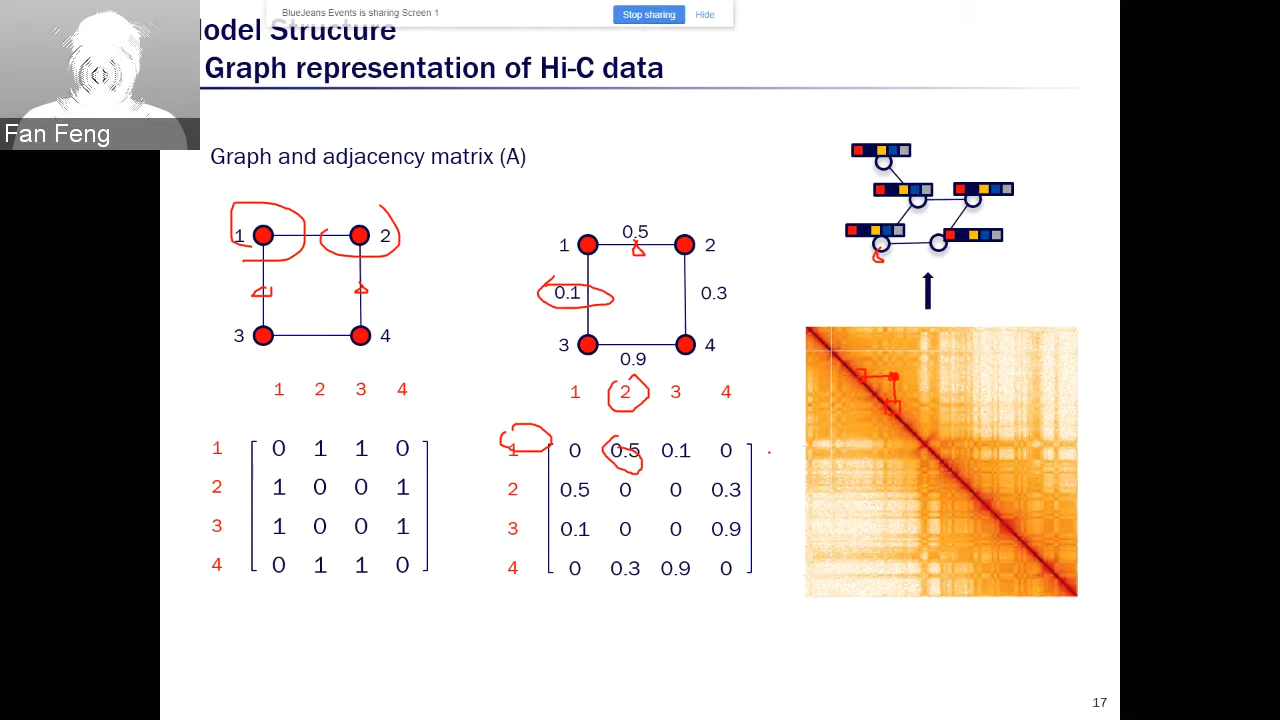 BlueJeans Events is sharing Screen 1
Stop sharing
Hide
odel Structure
Graph representation of Hi-C data
Fan Feng
Graph and adjacency matrix (A)
1 2
3 4
0.5
1 2
0.1 0.3
3 4
0.9
1 2 3 4
1 0 1 1 0
2 1 0 0 1
3 1 0 0 1
4 0 1 1 0
1 2 3 4
1 0 0.5 0.1 0
2 0.5 0 0 0.3
3 0.1 0 0 0.9
4 0 0.3 0.9 0
17